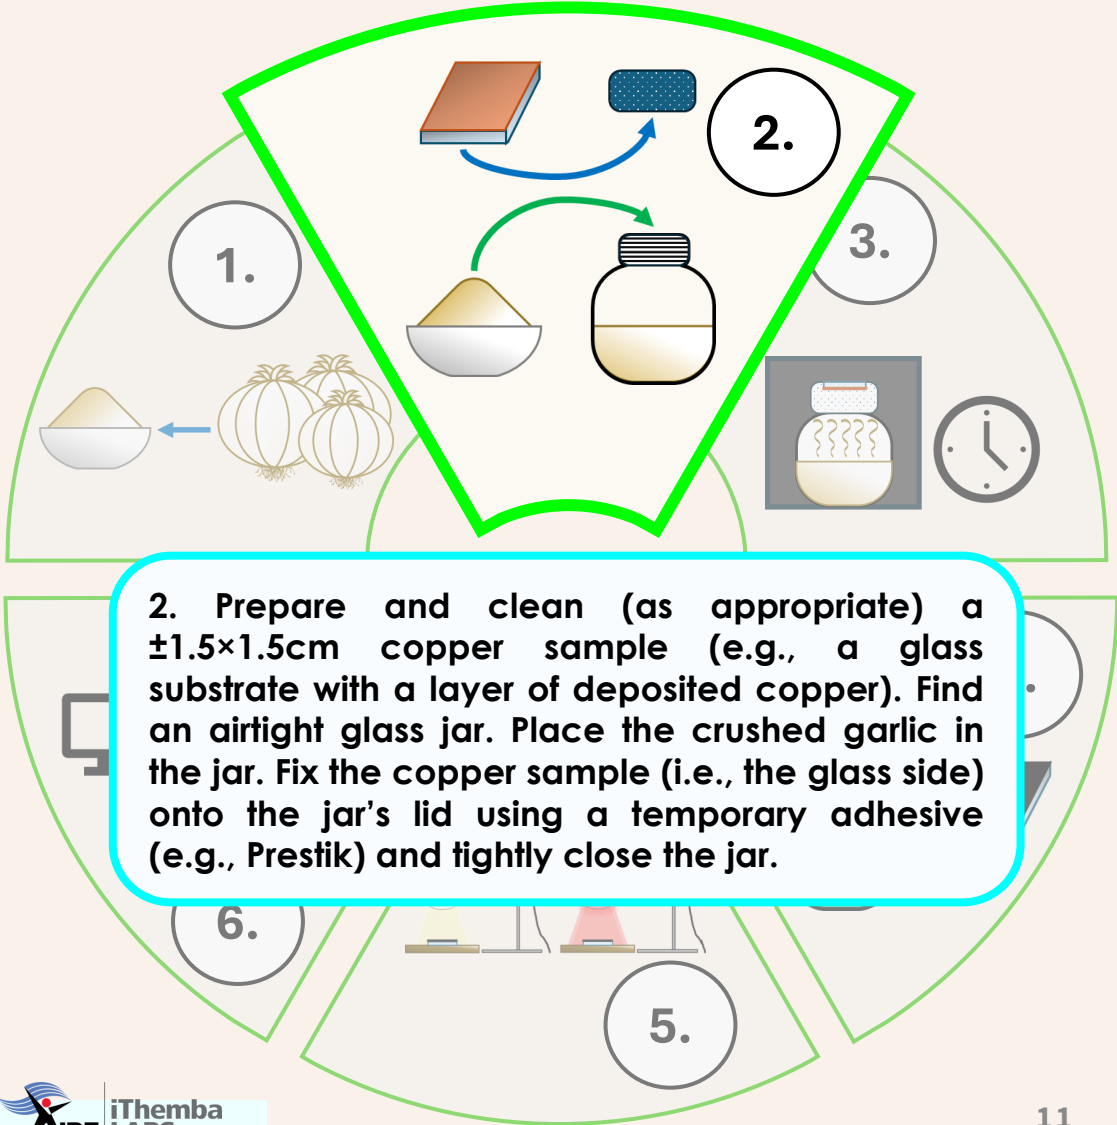 2.
1.
3.
2. Prepare and clean (as appropriate) a
±1.5×1.5cm copper sample (e.g., a glass
substrate with a layer of deposited copper). Find
an airtight glass jar. Place the crushed garlic in
the jar. Fix the copper sample (i.e., the glass side)
onto the jar’s lid using a temporary adhesive
(e.g., Prestik) and tightly close the jar.
6.
5.
iThemba
11